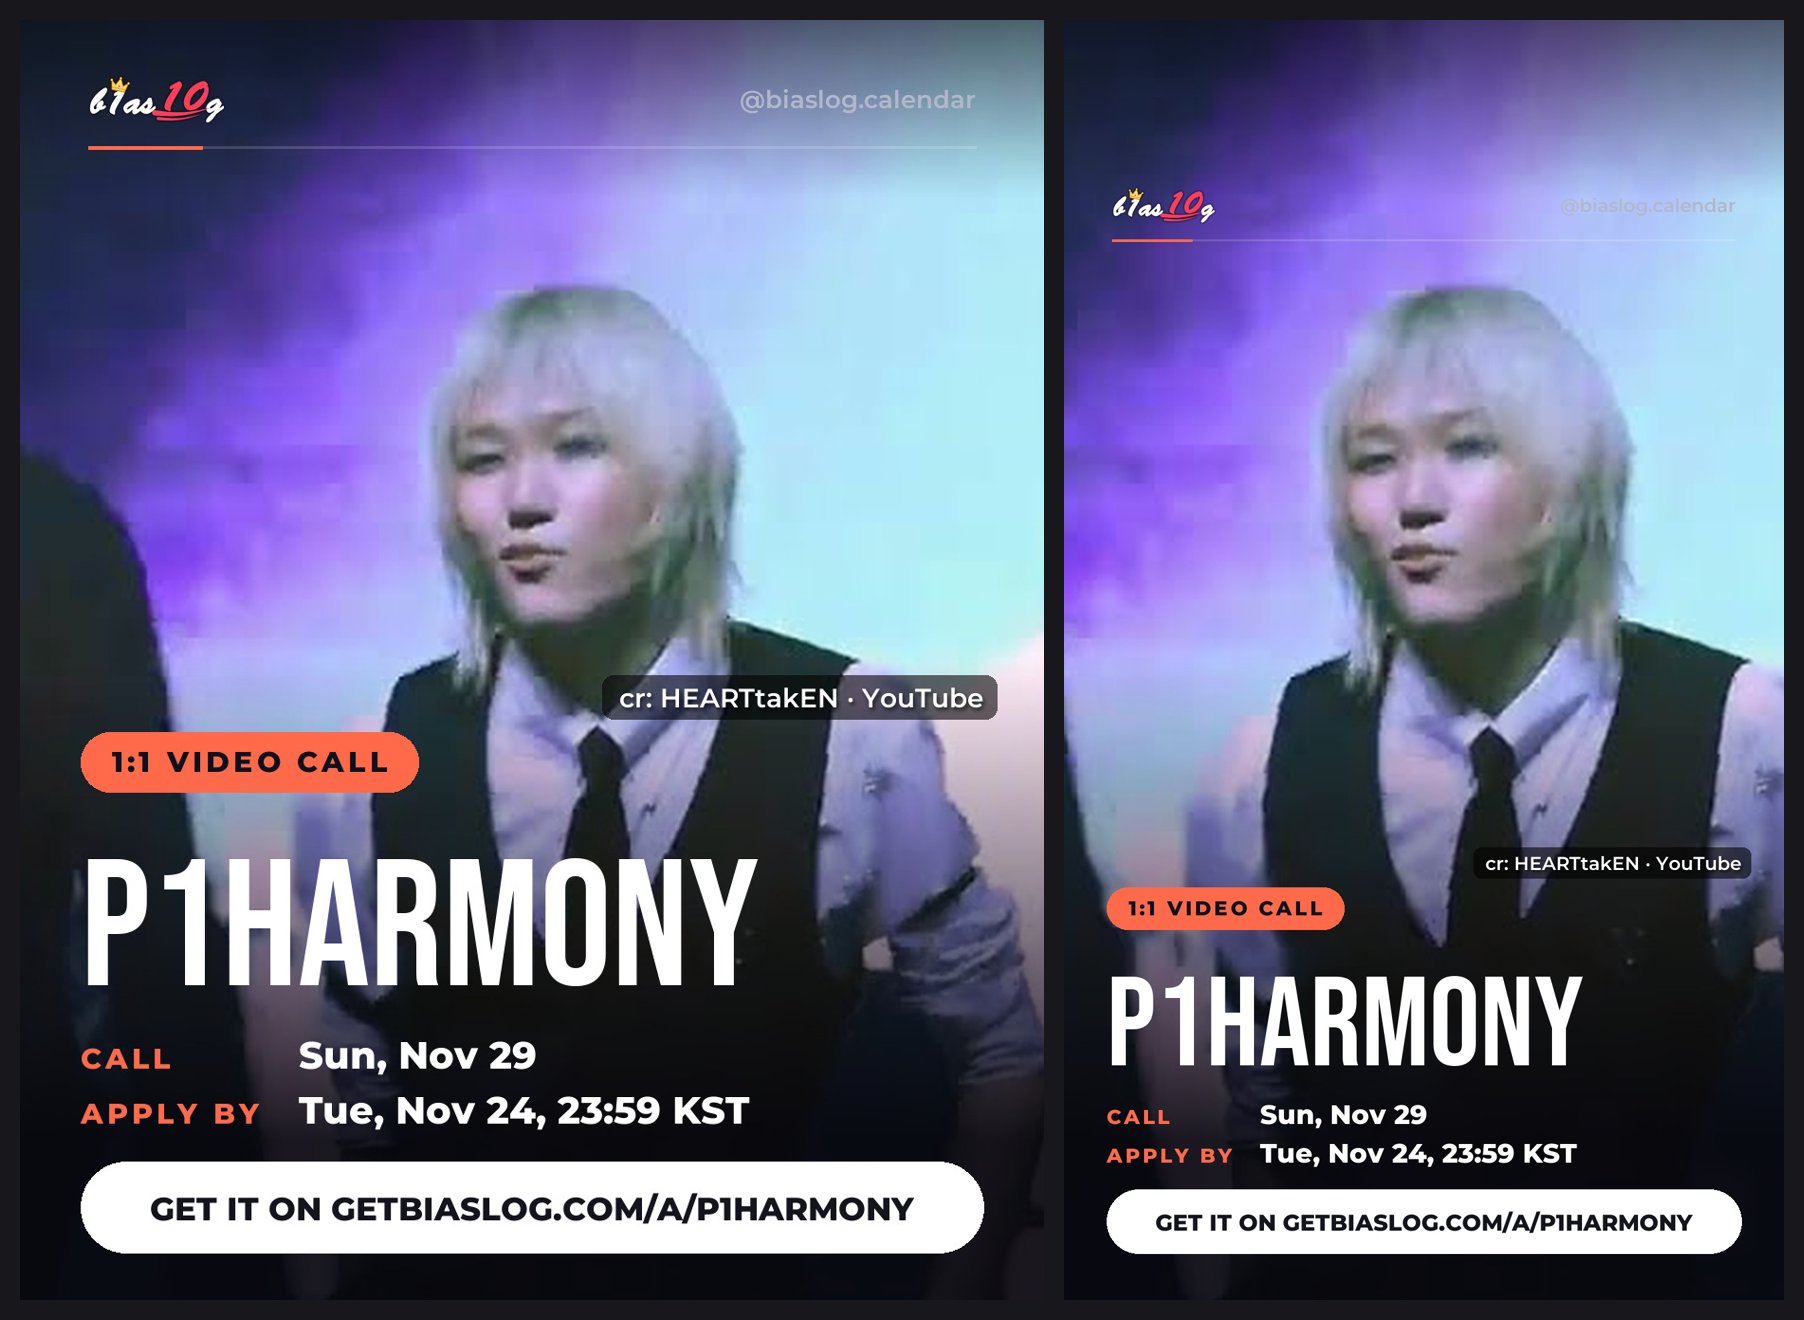 b1as10g
@biaslog.calendar
cr: HEARTtakEN · YouTube
1:1 VIDEO CALL
P1HARMONY
CALL Sun, Nov 29
APPLY BY Tue, Nov 24, 23:59 KST
GET IT ON GETBIASLOG.COM/A/P1HARMONY
b1as10g
@biaslog.calendar
cr: HEARTtakEN · YouTube
1:1 VIDEO CALL
P1HARMONY
CALL Sun, Nov 29
APPLY BY Tue, Nov 24, 23:59 KST
GET IT ON GETBIASLOG.COM/A/P1HARMONY